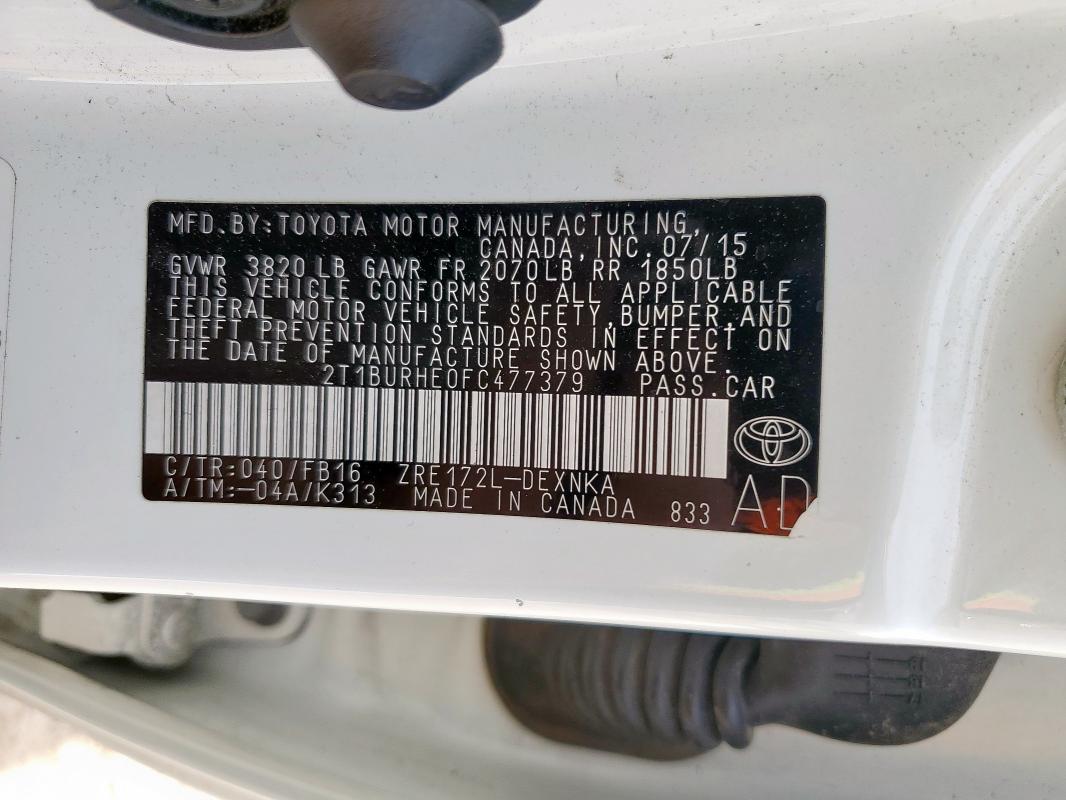 MFD. BY: TOYOTA MOTOR MANUFACTURING,
CANADA, INC. 07/15
GVWR 3820 LB GAWR FR 2070LB RR 1850LB
THIS VEHICLE CONFORMS TO ALL APPLICABLE
FEDERAL MOTOR VEHICLE SAFETY, BUMPER, AND
THEFT PREVENTION STANDARDS IN EFFECT ON
THE DATE OF MANUFACTURE SHOWN ABOVE.
2T1BURHE0FC477379 PASS. CAR
C/TR: 040/FB16 ZRE172L-DEXNKA
A/TM:-04A/K313 MADE IN CANADA 833 AD